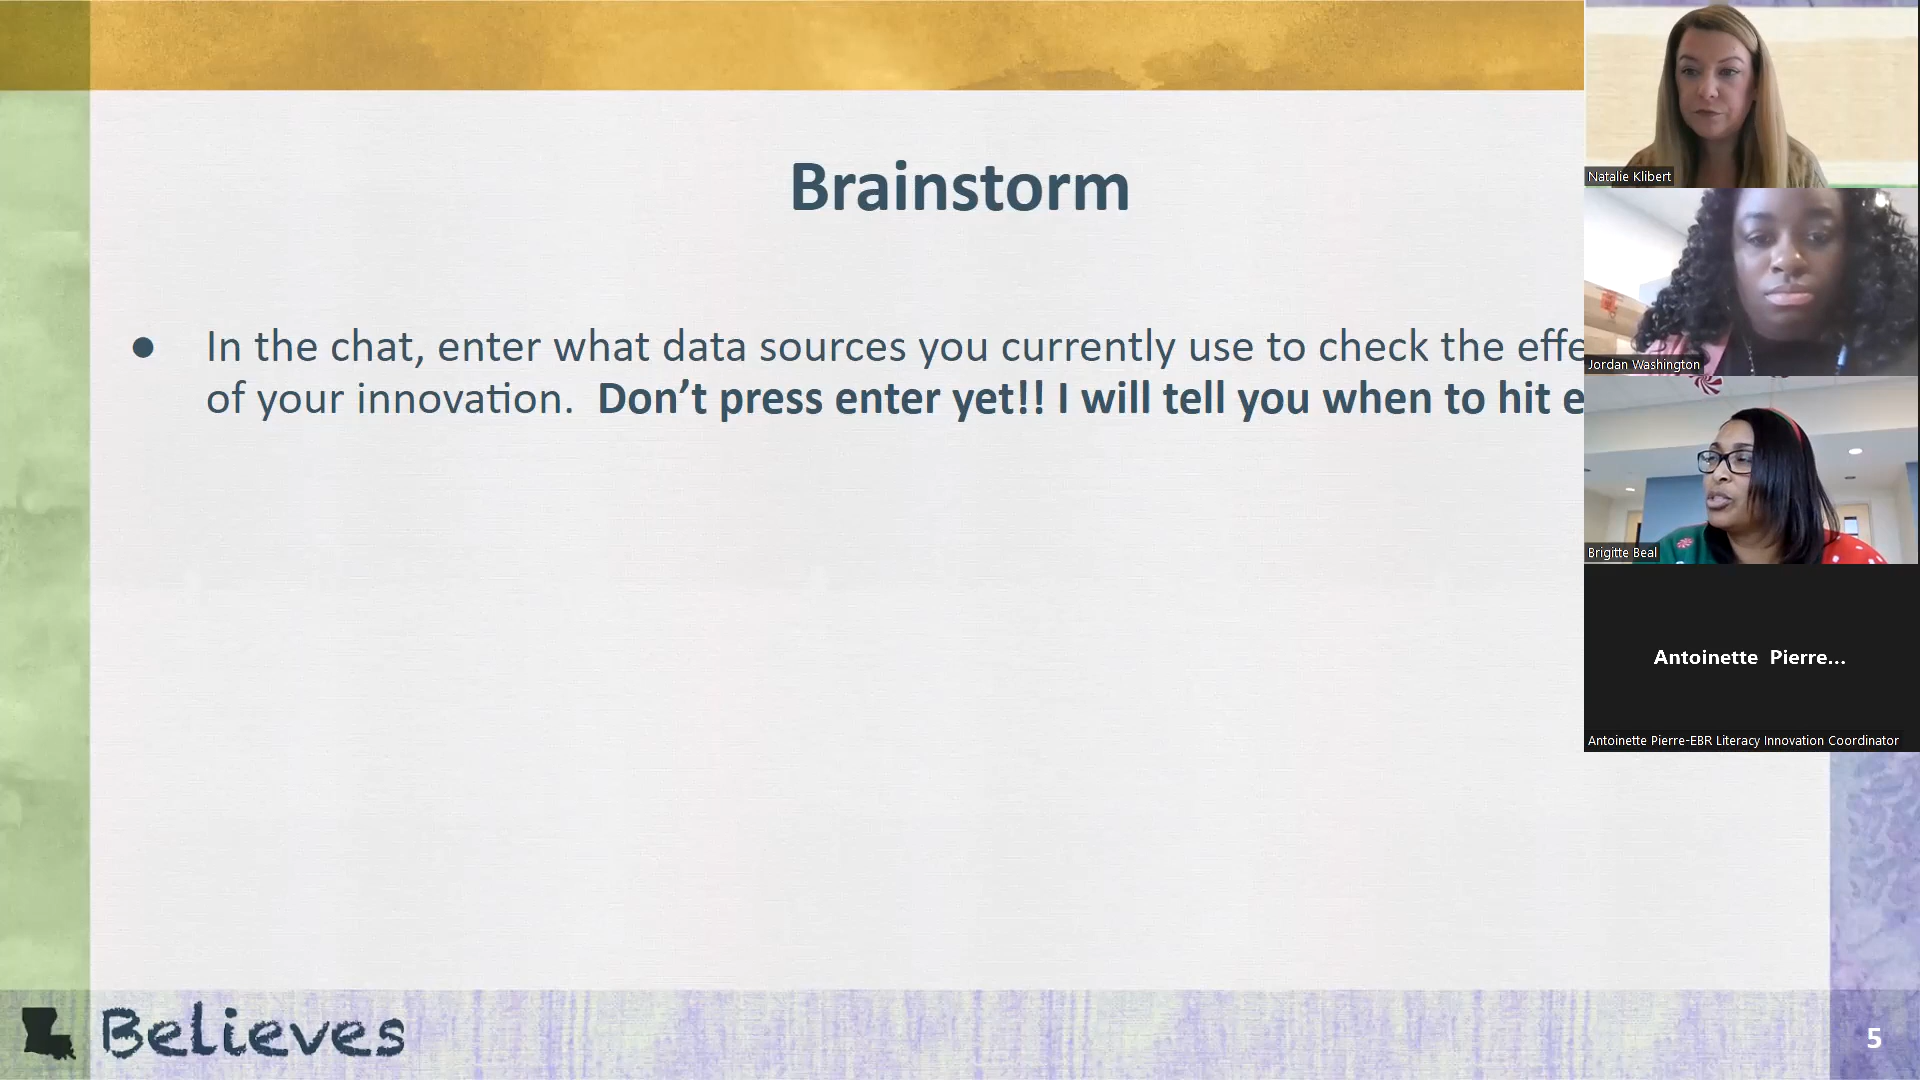 Brainstorm
● In the chat, enter what data sources you currently use to check the effe
of your innovation. Don’t press enter yet!! I will tell you when to hit e
Natalie Klibert
Jordan Washington
Brigitte Beal
Antoinette Pierre...
Antoinette Pierre-EBR Literacy Innovation Coordinator
Believes
5